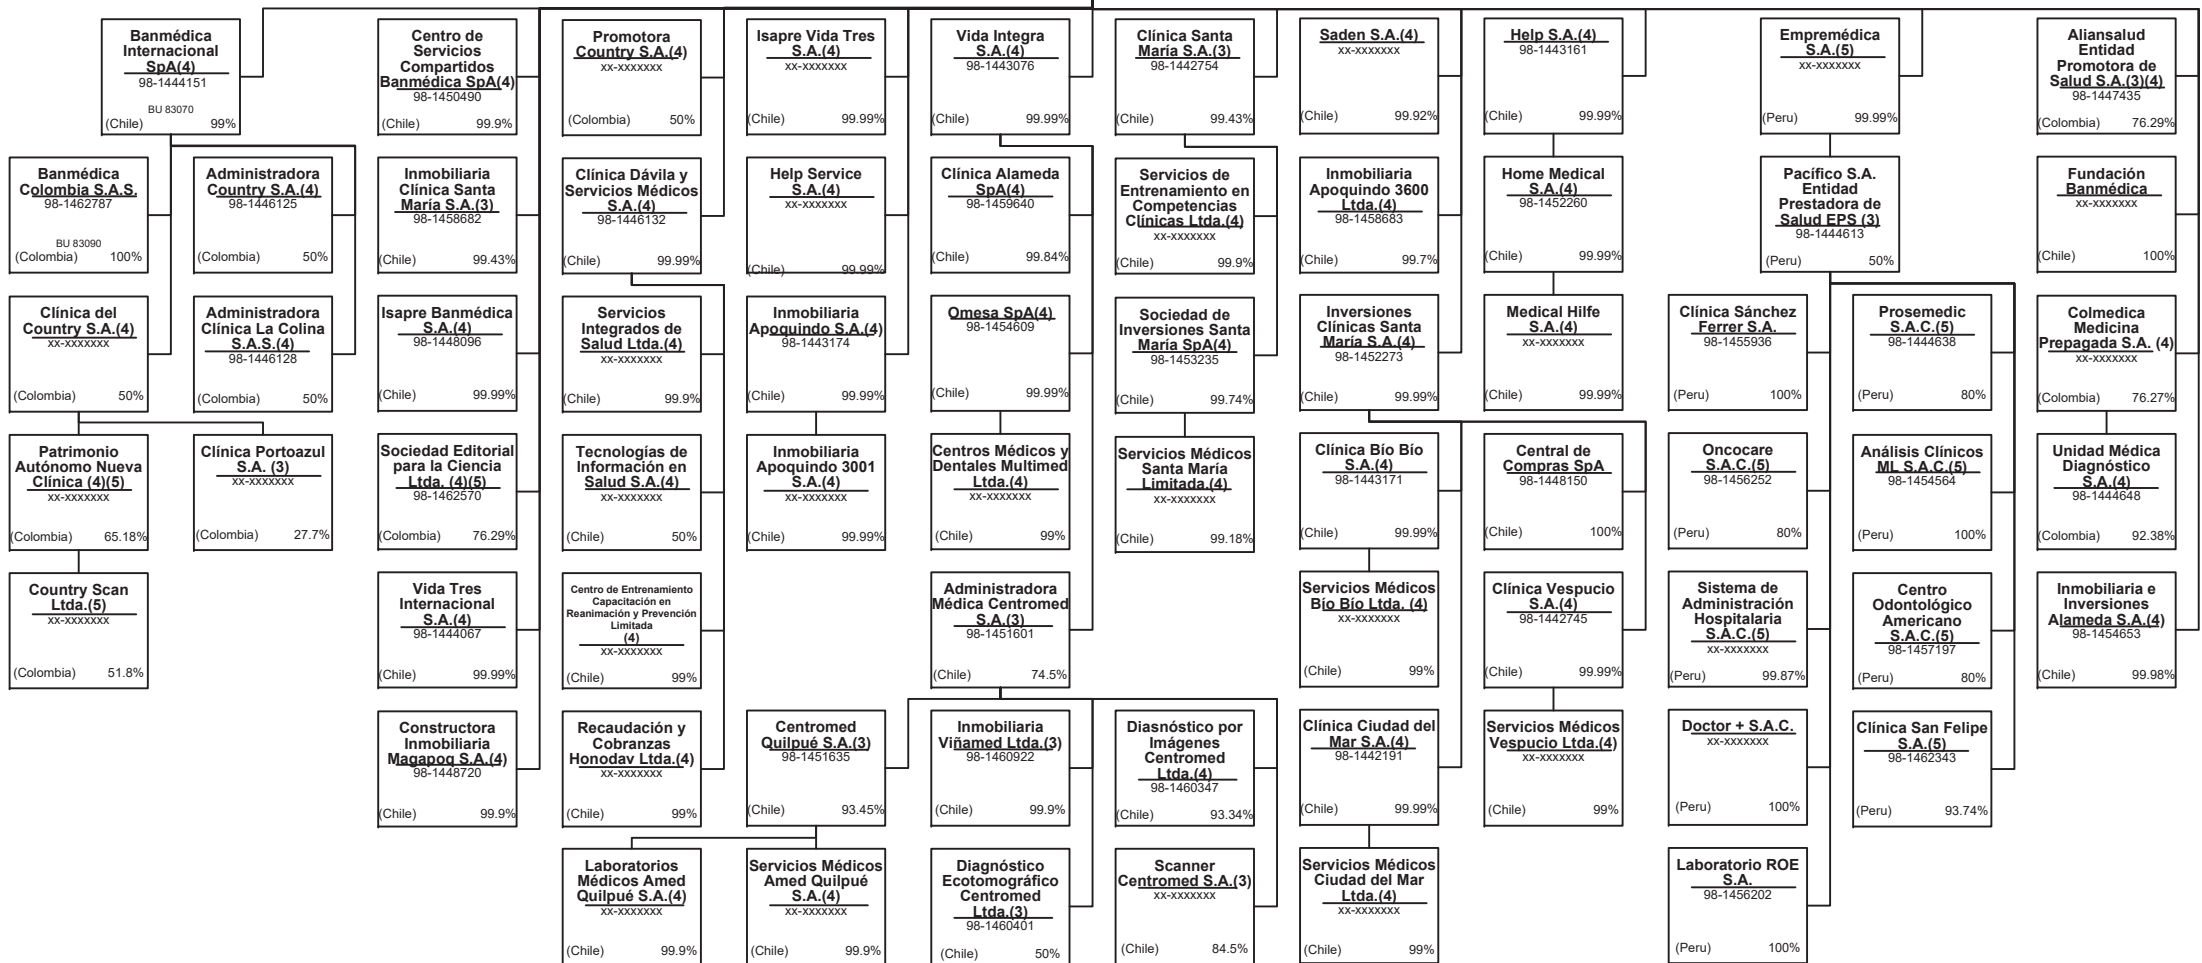 Banmédica
Internacional
SpA(4)
98-1444151
BU 83070
(Chile) 99%
Centro de
Servicios
Compartidos
Banmédica SpA(4)
98-1450490
(Chile) 99.9%
Promotora
Country S.A.(4)
xx-xxxxxxx
(Colombia) 50%
Isapre Vida Tres
S.A.(4)
xx-xxxxxxx
(Chile) 99.99%
Vida Integra
S.A.(4)
98-1443076
(Chile) 99.99%
Clínica Santa
María S.A.(3)
98-1442754
(Chile) 99.43%
Saden S.A.(4)
xx-xxxxxxx
(Chile) 99.92%
Help S.A.(4)
98-1443161
(Chile) 99.99%
Empremédica
S.A.(5)
xx-xxxxxxx
(Peru) 99.99%
Aliansalud
Entidad
Promotora de
Salud S.A.(3)(4)
98-1447435
(Colombia) 76.29%
Banmédica
Colombia S.A.S.
98-1462787
BU 83090
(Colombia) 100%
Administradora
Country S.A.(4)
98-1446125
(Colombia) 50%
Inmobiliaria
Clínica Santa
María S.A.(3)
98-1458682
(Chile) 99.43%
Clínica Dávila y
Servicios Médicos
S.A.(4)
98-1446132
(Chile) 99.99%
Help Service
S.A.(4)
xx-xxxxxxx
(Chile) 99.99%
Clínica Alameda
SpA(4)
98-1459640
(Chile) 99.84%
Servicios de
Entrenamiento en
Competencias
Clínicas Ltda.(4)
xx-xxxxxxx
(Chile) 99.9%
Inmobiliaria
Apoquindo 3600
Ltda.(4)
98-1458683
(Chile) 99.7%
Home Medical
S.A.(4)
98-1452260
(Chile) 99.99%
Pacífico S.A.
Entidad
Prestadora de
Salud EPS (3)
98-1444613
(Peru) 50%
Fundación
Banmédica
xx-xxxxxxx
(Chile) 100%
Clínica del
Country S.A.(4)
xx-xxxxxxx
(Colombia) 50%
Administradora
Clínica La Colina
S.A.S.(4)
98-1446128
(Colombia) 50%
Isapre Banmédica
S.A.(4)
98-1448096
(Chile) 99.99%
Servicios
Integrados de
Salud Ltda.(4)
xx-xxxxxxx
(Chile) 99.9%
Inmobiliaria
Apoquindo S.A.(4)
98-1443174
(Chile) 99.99%
Omesa SpA(4)
98-1454609
(Chile) 99.99%
Sociedad de
Inversiones Santa
María SpA(4)
98-1453235
(Chile) 99.74%
Inversiones
Clínicas Santa
María S.A.(4)
98-1452273
(Chile) 99.99%
Medical Hilfe
S.A.(4)
xx-xxxxxxx
(Chile) 99.99%
Clínica Sánchez
Ferrer S.A.
98-1455936
(Peru) 100%
Prosemedic
S.A.C.(5)
98-1444638
(Peru) 80%
Colmedica
Medicina
Prepagada S.A. (4)
xx-xxxxxxx
(Colombia) 76.27%
Patrimonio
Autónomo Nueva
Clínica (4)(5)
xx-xxxxxxx
(Colombia) 65.18%
Clínica Portoazul
S.A. (3)
xx-xxxxxxx
(Colombia) 27.7%
Sociedad Editorial
para la Ciencia
Ltda. (4)(5)
98-1462570
(Colombia) 76.29%
Tecnologías de
Información en
Salud S.A.(4)
xx-xxxxxxx
(Chile) 50%
Inmobiliaria
Apoquindo 3001
S.A.(4)
xx-xxxxxxx
(Chile) 99.99%
Centros Médicos y
Dentales Multimed
Ltda.(4)
xx-xxxxxxx
(Chile) 99%
Servicios Médicos
Santa María
Limitada.(4)
xx-xxxxxxx
(Chile) 99.18%
Clínica Bío Bío
S.A.(4)
98-1443171
(Chile) 99.99%
Central de
Compras SpA
98-1448150
(Chile) 100%
Oncocare
S.A.C.(5)
98-1456252
(Peru) 80%
Análisis Clínicos
ML S.A.C.(5)
98-1454564
(Peru) 100%
Unidad Médica
Diagnóstico
S.A.(4)
98-1444648
(Colombia) 92.38%
Country Scan
Ltda.(5)
xx-xxxxxxx
(Colombia) 51.8%
Vida Tres
Internacional
S.A.(4)
98-1444067
(Chile) 99.99%
Centro de Entrenamiento
Capacitación en
Reanimación y Prevención
Limitada
(4)
xx-xxxxxxx
(Chile) 99%
Administradora
Médica Centromed
S.A.(3)
98-1451601
(Chile) 74.5%
Servicios Médicos
Bío Bío Ltda. (4)
xx-xxxxxxx
(Chile) 99%
Clínica Vespucio
S.A.(4)
98-1442745
(Chile) 99.99%
Sistema de
Administración
Hospitalaria
S.A.C.(5)
xx-xxxxxxx
(Peru) 99.87%
Centro
Odontológico
Americano
S.A.C.(5)
98-1457197
(Peru) 80%
Inmobiliaria e
Inversiones
Alameda S.A.(4)
98-1454653
(Chile) 99.98%
Constructora
Inmobiliaria
Magapoq S.A.(4)
98-1448720
(Chile) 99.9%
Recaudación y
Cobranzas
Honodav Ltda.(4)
xx-xxxxxxx
(Chile) 99%
Centromed
Quilpué S.A.(3)
98-1451635
(Chile) 93.45%
Inmobiliaria
Viñamed Ltda.(3)
98-1460922
(Chile) 99.9%
Diasnóstico por
Imágenes
Centromed
Ltda.(4)
98-1460347
(Chile) 93.34%
Clínica Ciudad del
Mar S.A.(4)
98-1442191
(Chile) 99.99%
Servicios Médicos
Vespucio Ltda.(4)
xx-xxxxxxx
(Chile) 99%
Doctor + S.A.C.
xx-xxxxxxx
(Peru) 100%
Clínica San Felipe
S.A.(5)
98-1462343
(Peru) 93.74%
Laboratorios
Médicos Amed
Quilpué S.A.(4)
xx-xxxxxxx
(Chile) 99.9%
Servicios Médicos
Amed Quilpué
S.A.(4)
xx-xxxxxxx
(Chile) 99.9%
Diagnóstico
Ecotomográfico
Centromed
Ltda.(3)
98-1460401
(Chile) 50%
Scanner
Centromed S.A.(3)
xx-xxxxxxx
(Chile) 84.5%
Servicios Médicos
Ciudad del Mar
Ltda.(4)
xx-xxxxxxx
(Chile) 99%
Laboratorio ROE
S.A.
98-1456202
(Peru) 100%